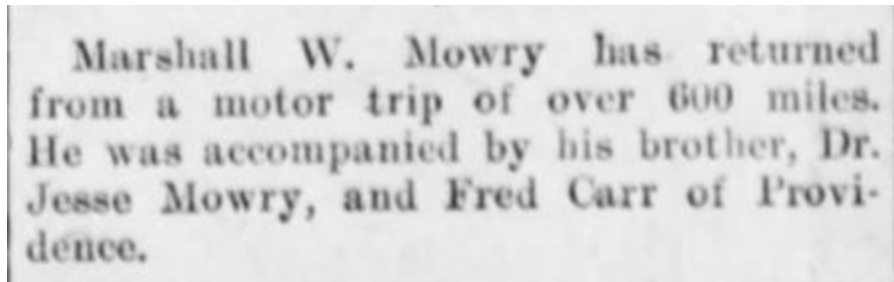 Marshall W. Mowry has returned
from a motor trip of over 600 miles.
He was accompanied by his brother, Dr.
Jesse Mowry, and Fred Carr of Provi-
dence.